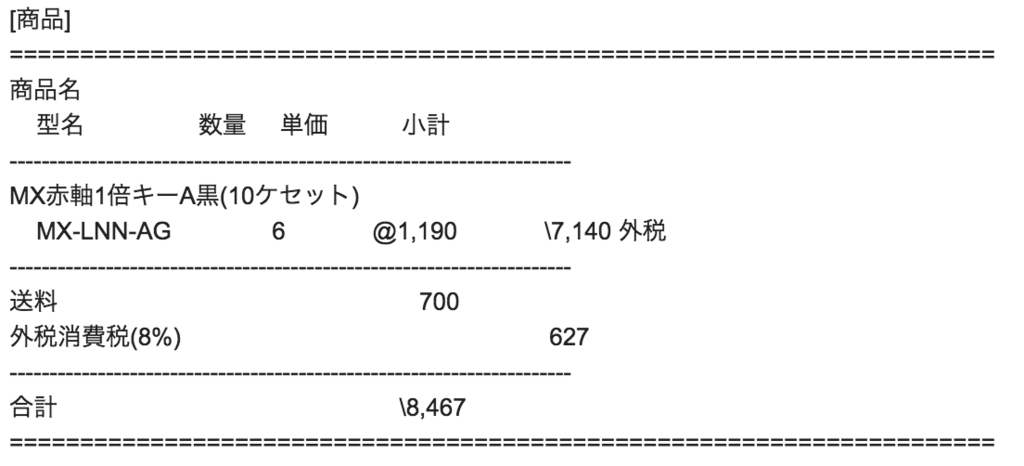 [商品]
======================================================================
商品名
型名 数量 単価 小計
----------------------------------------------------------------------
MX赤軸1倍キーA黒(10ケセット)
MX-LNN-AG 6 @1,190 \7,140 外税
----------------------------------------------------------------------
送料 700
外税消費税(8%) 627
----------------------------------------------------------------------
合計 \8,467
======================================================================